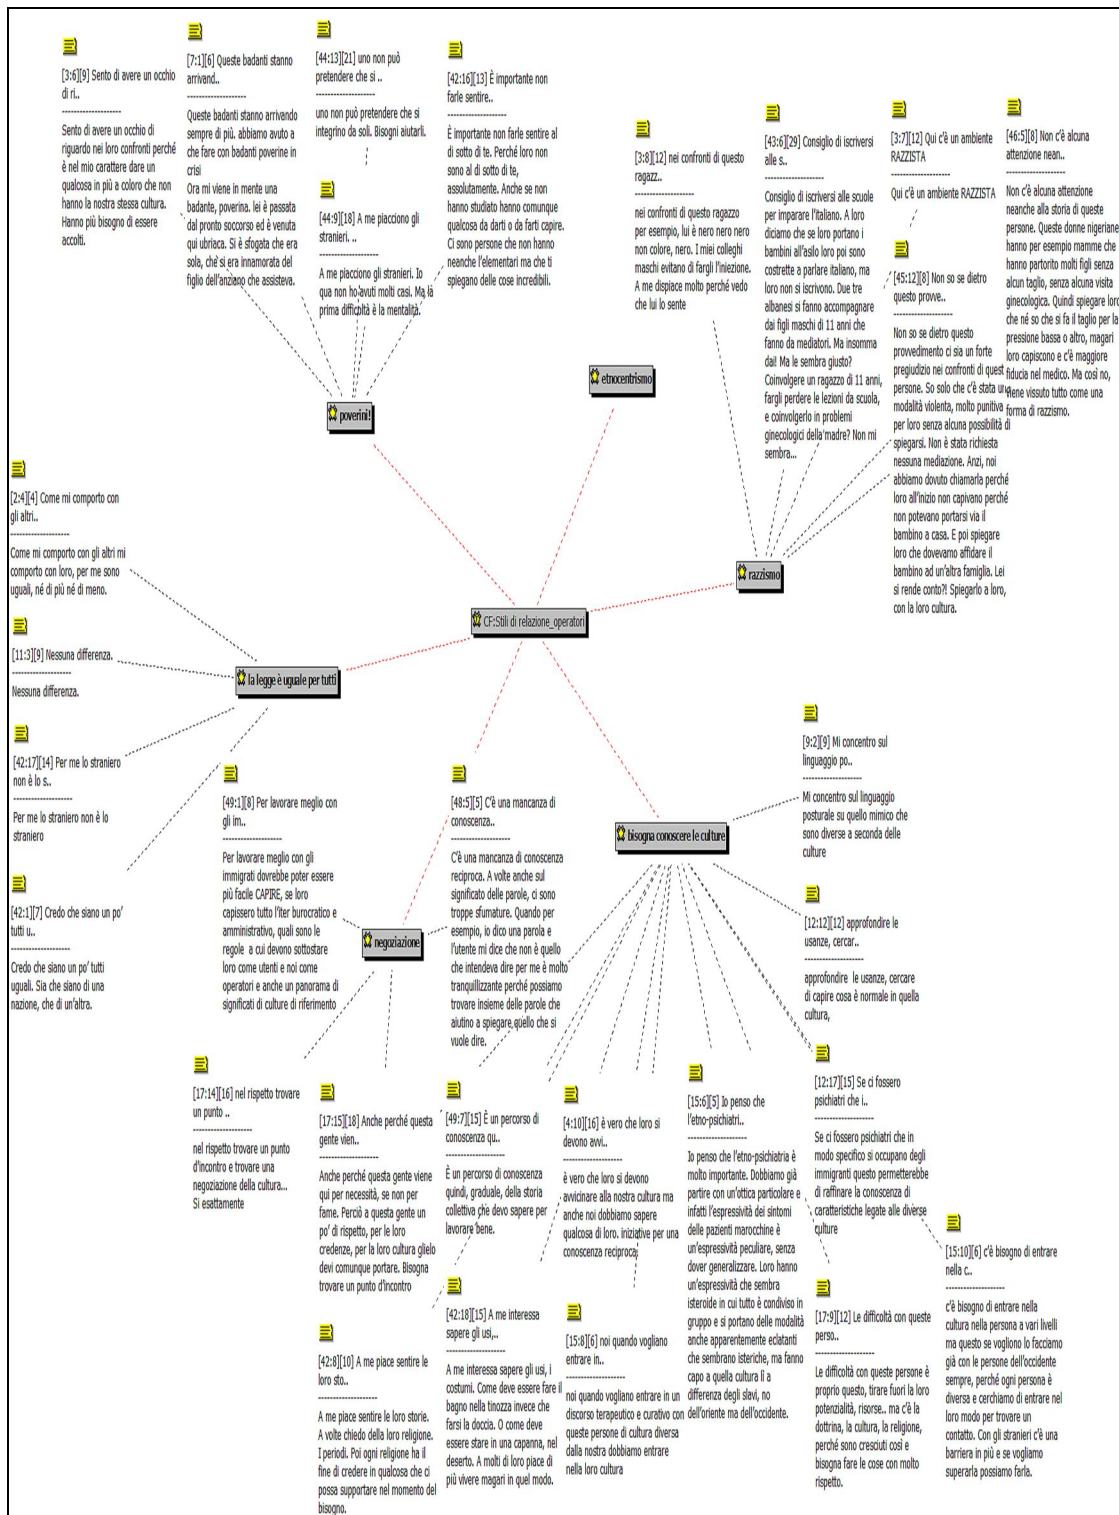 [3:6][9] Sento di avere un occhio
di ri..
--------------------
Sento di avere un occhio di
riguardo nei loro confronti perché
è nel mio carattere dare un
qualcosa in più a coloro che non
hanno la nostra stessa cultura.
Hanno più bisogno di essere
accolti.
[7:1][6] Queste badanti stanno
arrivand..
--------------------
Queste badanti stanno arrivando
sempre di più. abbiamo avuto a
che fare con badanti poverine in
crisi
Ora mi viene in mente una
badante, poverina. lei è passata
dal pronto soccorso ed è venuta
qui ubriaca. Si è sfogata che era
sola, che si era innamorata del
figlio dell'anziano che assisteva.
[44:13][21] uno non può
pretendere che si ..
--------------------
uno non può pretendere che si
integrino da soli. Bisogni aiutarli.
[44:9][18] A me piacciono gli
stranieri. ..
--------------------
A me piacciono gli stranieri. Io
qua non ho avuti molti casi. Ma la
prima difficoltà è la mentalità.
[42:16][13] È importante non
farle sentire..
--------------------
È importante non farle sentire al
di sotto di te. Perché loro non
sono al di sotto di te,
assolutamente. Anche se non
hanno studiato hanno comunque
qualcosa da darti o da farti capire.
Ci sono persone che non hanno
neanche l'elementari ma che ti
spiegano delle cose incredibili.
[3:8][12] nei confronti di questo
ragazz..
--------------------
nei confronti di questo ragazzo
per esempio, lui è nero nero nero
non colore, nero. I miei colleghi
maschi evitano di fargli l'iniezione.
A me dispiace molto perché vedo
che lui lo sente
[43:6][29] Consiglio di iscriversi
alle s..
--------------------
Consiglio di iscriversi alle scuole
per imparare l'italiano. A loro
diciamo che se loro portano i
bambini all'asilo loro poi sono
costrette a parlare italiano, ma
loro non si iscrivono. Due tre
albanesi si fanno accompagnare
dai figli maschi di 11 anni che
fanno da mediatori. Ma insomma
dai! Ma le sembra giusto?
Coinvolgere un ragazzo di 11 anni,
fargli perdere le lezioni da scuola,
e coinvolgerlo in problemi
ginecologici della madre? Non mi
sembra...
[3:7][12] Qui c'è un ambiente
RAZZISTA
--------------------
Qui c'è un ambiente RAZZISTA
[45:12][8] Non so se dietro
questo provve..
--------------------
Non so se dietro questo
provvedimento ci sia un forte
pregiudizio nei confronti di quest
persone. So solo che c'è stata una
modalità violenta, molto punitiva
per loro senza alcuna possibilità di
spiegarsi. Non è stata richiesta
nessuna mediazione. Anzi, noi
abbiamo dovuto chiamarla perché
loro all'inizio non capivano perché
non potevano portarsi via il
bambino a casa. E poi spiegare
loro che dovevamo affidare il
bambino ad un'altra famiglia. Lei
si rende conto?! Spiegarlo a loro,
con la loro cultura.
[46:5][8] Non c'è alcuna
attenzione nean..
--------------------
Non c'è alcuna attenzione
neanche alla storia di queste
persone. Queste donne nigeriane
hanno per esempio mamme che
hanno partorito molti figli senza
alcun taglio, senza alcuna visita
ginecologica. Quindi spiegare loro
che né so che si fa il taglio per la
pressione bassa o altro, magari
loro capiscono e c'è maggiore
fiducia nel medico. Ma così no,
viene vissuto tutto come una
forma di razzismo.
etnocentrismo
poverini!
razzismo
CF:Stili di relazione_operatori
la legge è uguale per tutti
[2:4][4] Come mi comporto con
gli altri..
--------------------
Come mi comporto con gli altri mi
comporto con loro, per me sono
uguali, né di più né di meno.
[11:3][9] Nessuna differenza.
--------------------
Nessuna differenza.
[42:17][14] Per me lo straniero
non è lo s..
--------------------
Per me lo straniero non è lo
straniero
[42:1][7] Credo che siano un po'
tutti u..
--------------------
Credo che siano un po' tutti
uguali. Sia che siano di una
nazione, che di un'altra.
[49:1][8] Per lavorare meglio con
gli im..
--------------------
Per lavorare meglio con gli
immigrati dovrebbe poter essere
più facile CAPIRE, se loro
capissero tutto l'iter burocratico e
amministrativo, quali sono le
regole a cui devono sottostare
loro come utenti e noi come
operatori e anche un panorama di
significati di culture di riferimento
negoziazione
[48:5][5] C'è una mancanza di
conoscenza..
--------------------
C'è una mancanza di conoscenza
reciproca. A volte anche sul
significato delle parole, ci sono
troppe sfumature. Quando per
esempio, io dico una parola e
l'utente mi dice che non è quello
che intendeva dire per me è molto
tranquillizzante perché possiamo
trovare insieme delle parole che
aiutino a spiegare quello che si
vuole dire.
bisogna conoscere le culture
[9:2][9] Mi concentro sul
linguaggio po..
--------------------
Mi concentro sul linguaggio
posturale su quello mimico che
sono diverse a seconda delle
culture
[12:12][12] approfondire le
usanze, cercar..
--------------------
approfondire le usanze, cercare
di capire cosa è normale in quella
cultura,
[12:17][15] Se ci fossero
psichiatri che i..
--------------------
Se ci fossero psichiatri che in
modo specifico si occupano degli
immigranti questo permetterebbe
di raffinare la conoscenza di
caratteristiche legate alle diverse
culture
[17:14][16] nel rispetto trovare
un punto ..
--------------------
nel rispetto trovare un punto
d'incontro e trovare una
negoziazione della cultura...
Si esattamente
[17:15][18] Anche perché questa
gente vien..
--------------------
Anche perché questa gente viene
qui per necessità, se non per
fame. Perciò a questa gente un
po' di rispetto, per le loro
credenze, per la loro cultura glielo
devi comunque portare. Bisogna
trovare un punto d'incontro
[49:7][15] È un percorso di
conoscenza qu..
--------------------
È un percorso di conoscenza
quindi, graduale, della storia
collettiva che devo sapere per
lavorare bene.
[4:10][16] è vero che loro si
devono avvi..
--------------------
è vero che loro si devono
avvicinare alla nostra cultura ma
anche noi dobbiamo sapere
qualcosa di loro. iniziative per una
conoscenza reciproca;
[15:6][5] Io penso che
l'etno-psichiatri..
--------------------
Io penso che l'etno-psichiatria è
molto importante. Dobbiamo già
partire con un'ottica particolare e
infatti l'espressività dei sintomi
delle pazienti marocchine è
un'espressività peculiare, senza
dover generalizzare. Loro hanno
un'espressività che sembra
isteroide in cui tutto è condiviso in
gruppo e si portano delle modalità
anche apparentemente eclatanti
che sembrano isteriche, ma fanno
capo a quella cultura lì a
differenza degli slavi, no
dell'oriente ma dell'occidente.
[42:8][10] A me piace sentire le
loro sto..
--------------------
A me piace sentire le loro storie.
A volte chiedo della loro religione.
I periodi. Poi ogni religione ha il
fine di credere in qualcosa che ci
possa supportare nel momento del
bisogno.
[42:18][15] A me interessa
sapere gli usi,..
--------------------
A me interessa sapere gli usi, i
costumi. Come deve essere fare il
bagno nella tinozza invece che
farsi la doccia. O come deve
essere stare in una capanna, nel
deserto. A molti di loro piace di
più vivere magari in quel modo.
[15:8][6] noi quando vogliano
entrare in..
--------------------
noi quando vogliano entrare in un
discorso terapeutico e curativo con
queste persone di cultura diversa
dalla nostra dobbiamo entrare
nella loro cultura
[17:9][12] Le difficoltà con queste
perso..
--------------------
Le difficoltà con queste persone è
proprio questo, tirare fuori la loro
potenzialità, risorse.. ma c'è la
dottrina, la cultura, la religione,
perché sono cresciuti così e
bisogna fare le cose con molto
rispetto.
[15:10][6] c'è bisogno di entrare
nella c..
--------------------
c'è bisogno di entrare nella
cultura nella persona a vari livelli
ma questo se vogliono lo facciamo
già con le persone dell'occidente
sempre, perché ogni persona è
diversa e cerchiamo di entrare nel
loro modo per trovare un
contatto. Con gli stranieri c'è una
barriera in più e se vogliamo
superarla possiamo farla.